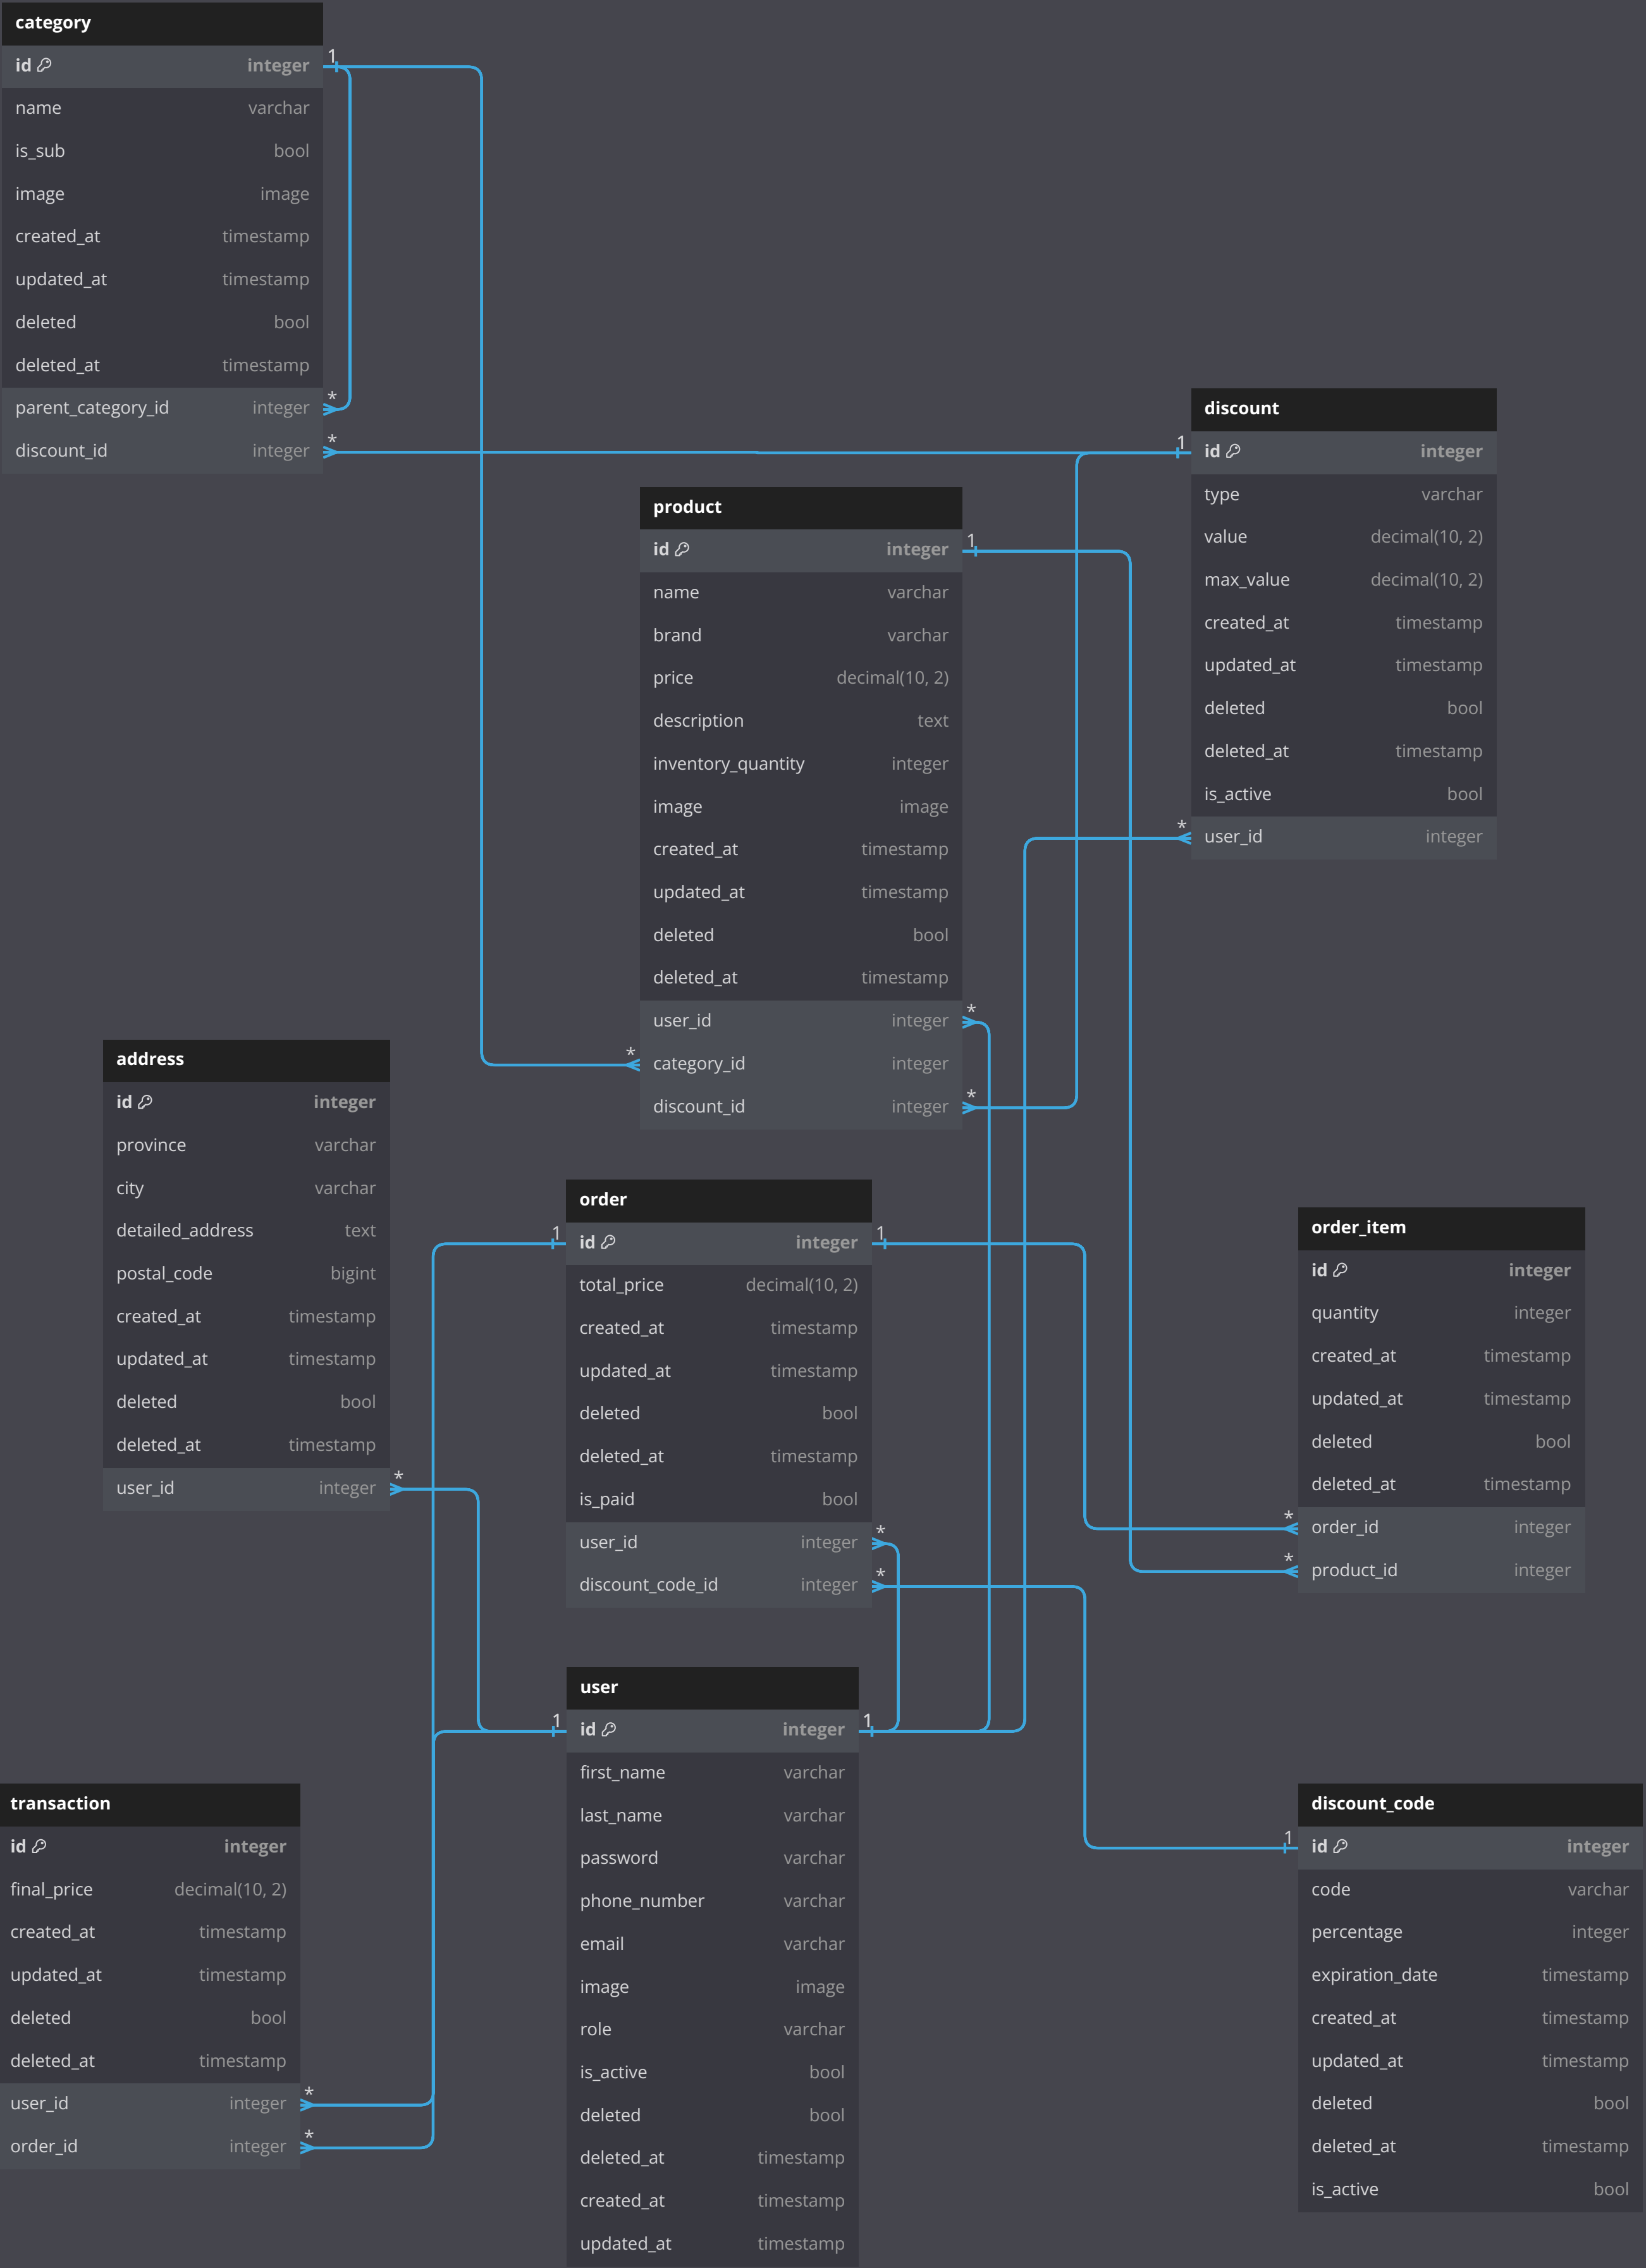 category
id integer
name varchar
is_sub bool
image image
created_at timestamp
updated_at timestamp
deleted bool
deleted_at timestamp
parent_category_id integer
discount_id integer
1
*
*
discount
id integer
type varchar
value decimal(10, 2)
max_value decimal(10, 2)
created_at timestamp
updated_at timestamp
deleted bool
deleted_at timestamp
is_active bool
user_id integer
1
*
product
id integer
name varchar
brand varchar
price decimal(10, 2)
description text
inventory_quantity integer
image image
created_at timestamp
updated_at timestamp
deleted bool
deleted_at timestamp
user_id integer
category_id integer
discount_id integer
1
*
*
*
address
id integer
province varchar
city varchar
detailed_address text
postal_code bigint
created_at timestamp
updated_at timestamp
deleted bool
deleted_at timestamp
user_id integer
*
order
id integer
total_price decimal(10, 2)
created_at timestamp
updated_at timestamp
deleted bool
deleted_at timestamp
is_paid bool
user_id integer
discount_code_id integer
1
1
*
*
order_item
id integer
quantity integer
created_at timestamp
updated_at timestamp
deleted bool
deleted_at timestamp
order_id integer
product_id integer
*
*
user
id integer
first_name varchar
last_name varchar
password varchar
phone_number varchar
email varchar
image image
role varchar
is_active bool
deleted bool
deleted_at timestamp
created_at timestamp
updated_at timestamp
1
1
transaction
id integer
final_price decimal(10, 2)
created_at timestamp
updated_at timestamp
deleted bool
deleted_at timestamp
user_id integer
order_id integer
*
*
discount_code
id integer
code varchar
percentage integer
expiration_date timestamp
created_at timestamp
updated_at timestamp
deleted bool
deleted_at timestamp
is_active bool
1